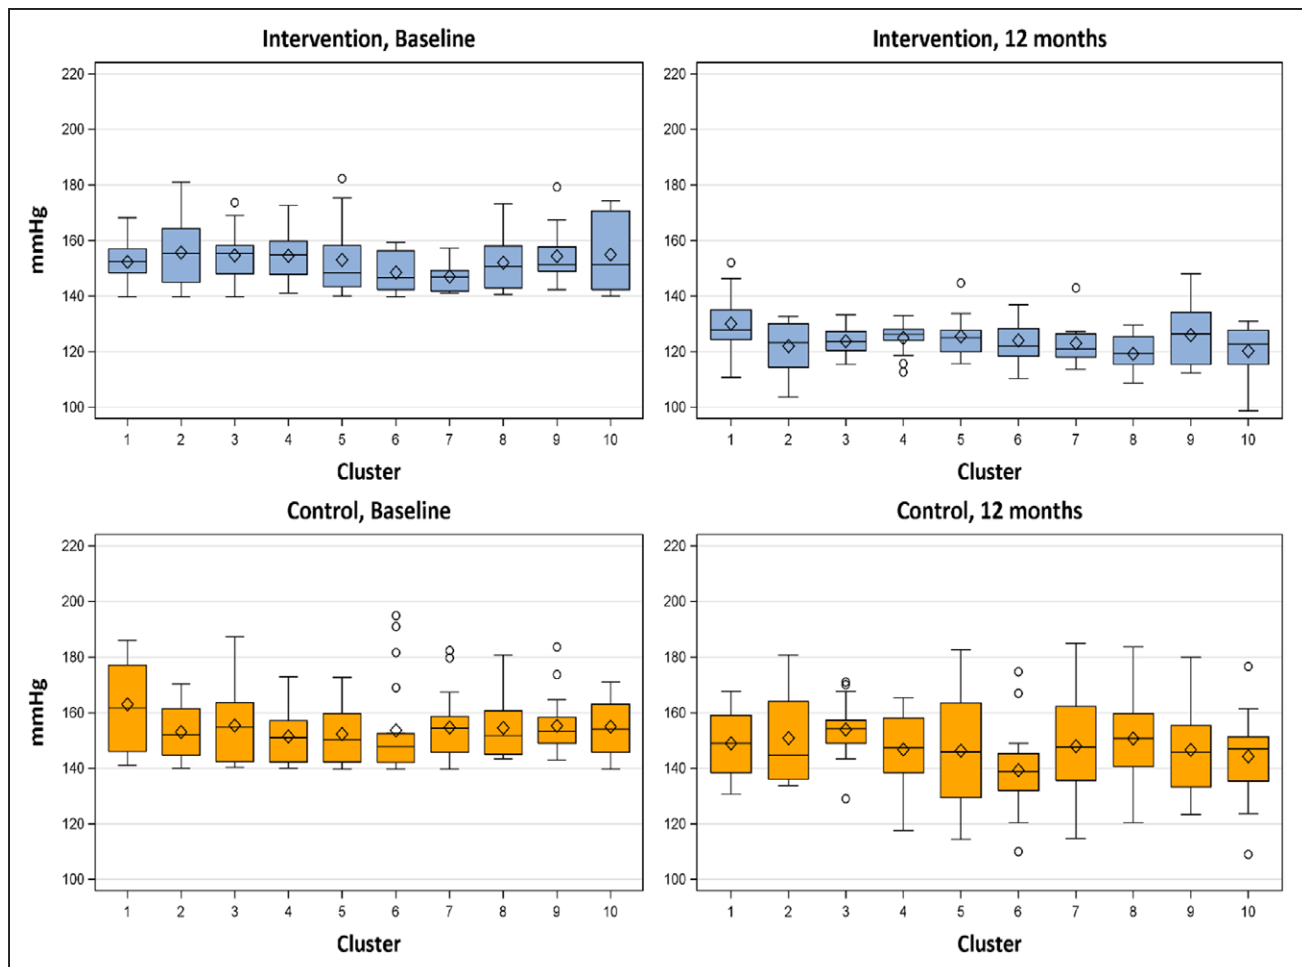 Intervention, Baseline
220
200
180
160
140
120
100
mmHg
1 2 3 4 5 6 7 8 9 10
Cluster
Intervention, 12 months
220
200
180
160
140
120
100
1 2 3 4 5 6 7 8 9 10
Cluster
Control, Baseline
220
200
180
160
140
120
100
mmHg
1 2 3 4 5 6 7 8 9 10
Cluster
Control, 12 months
220
200
180
160
140
120
100
1 2 3 4 5 6 7 8 9 10
Cluster